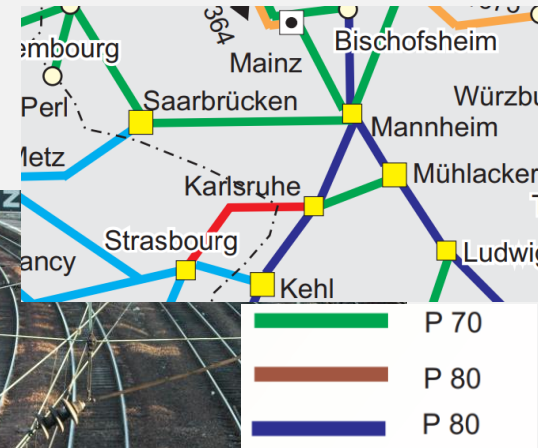 364
embourg
Bischofsheim
Mainz
Perl
Saarbrücken
Würzbu
Mannheim
Metz
Karlsruhe
Mühlacker
Strasbourg
Ludwig
ancy
Kehl
N
P 70
P 80
P 80